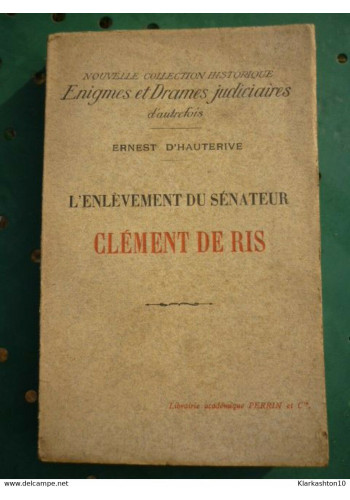 NOUVELLE COLLECTION HISTORIQUE
Enigmes et Drames judiciaires
d'autrefois
ERNEST D'HAUTERIVE
L'ENLÈVEMENT DU SÉNATEUR
CLÉMENT DE RIS
Librairie académique PERRIN et Cie.
© delcampe.net
Klarkashton10